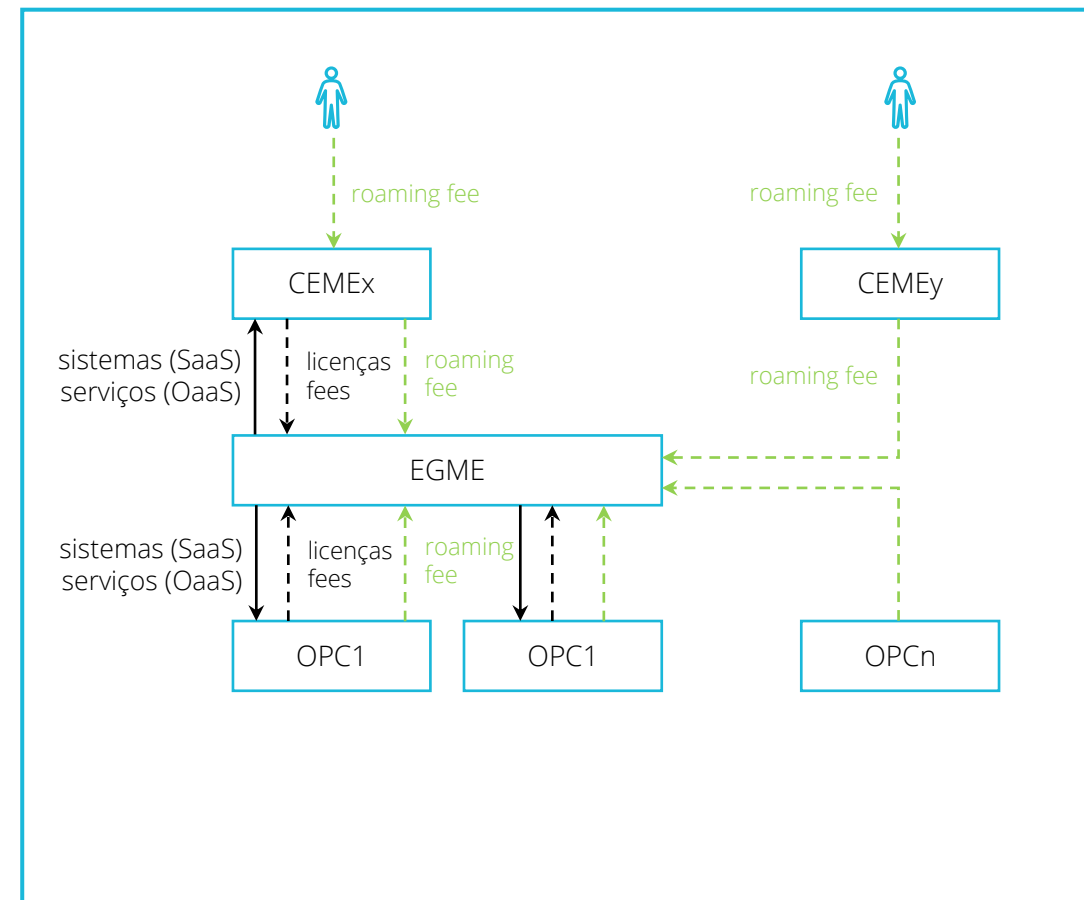 roaming fee
roaming fee
CEMEx
CEMEy
sistemas (SaaS)
serviços (OaaS)
licenças
fees
roaming
fee
roaming fee
EGME
sistemas (SaaS)
serviços (OaaS)
licenças
fees
roaming
fee
OPC1
OPC1
OPCn